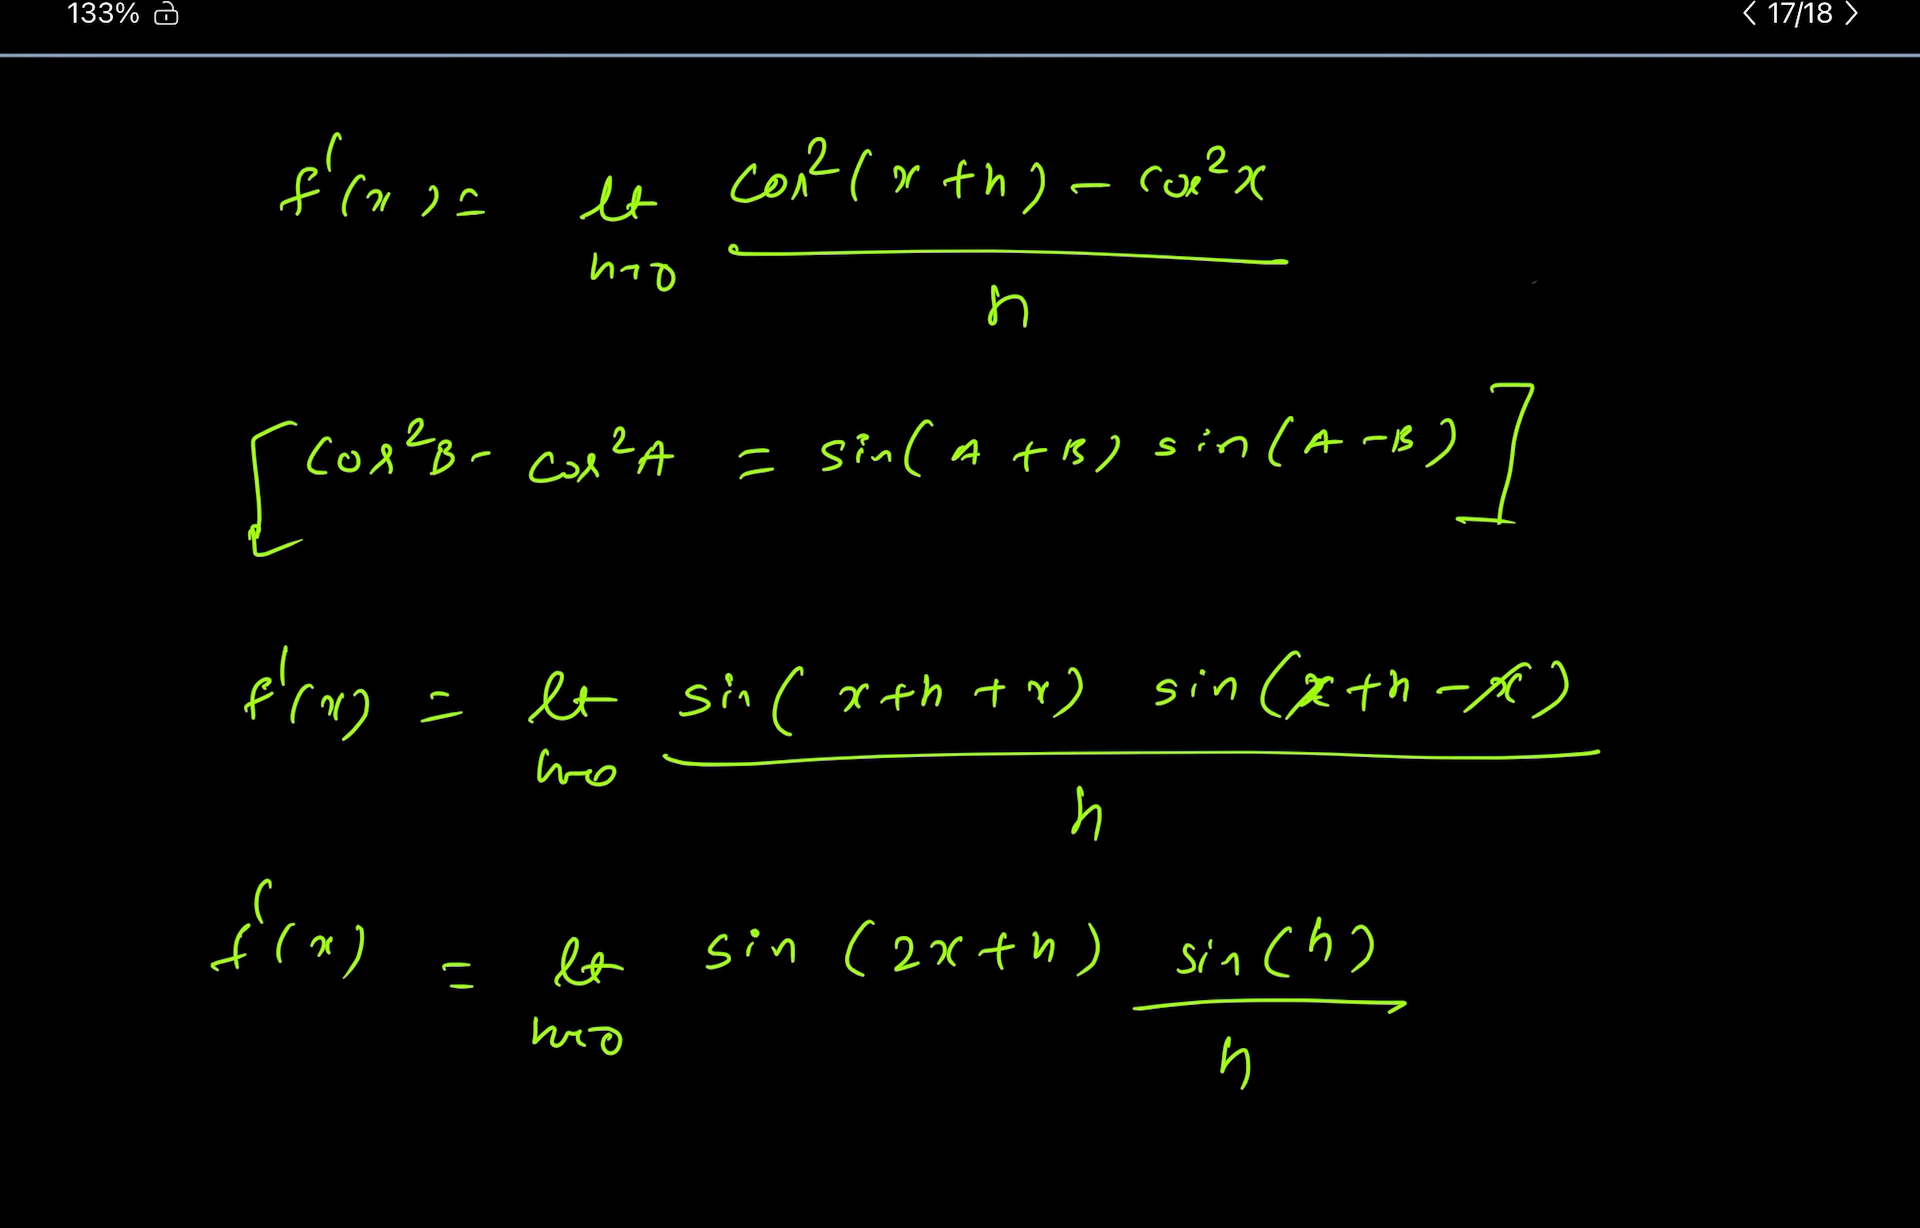 133% < 17/18 >
f'(x) = lt cos²(x+h) - cos²x
h→0
h
[cos²B - cos²A = sin(A+B) sin(A-B)]
f'(x) = lt sin(x+h+x) sin(x+h-x)
h→0
h
f'(x) = lt sin(2x+h) sin(h)
h→0
h